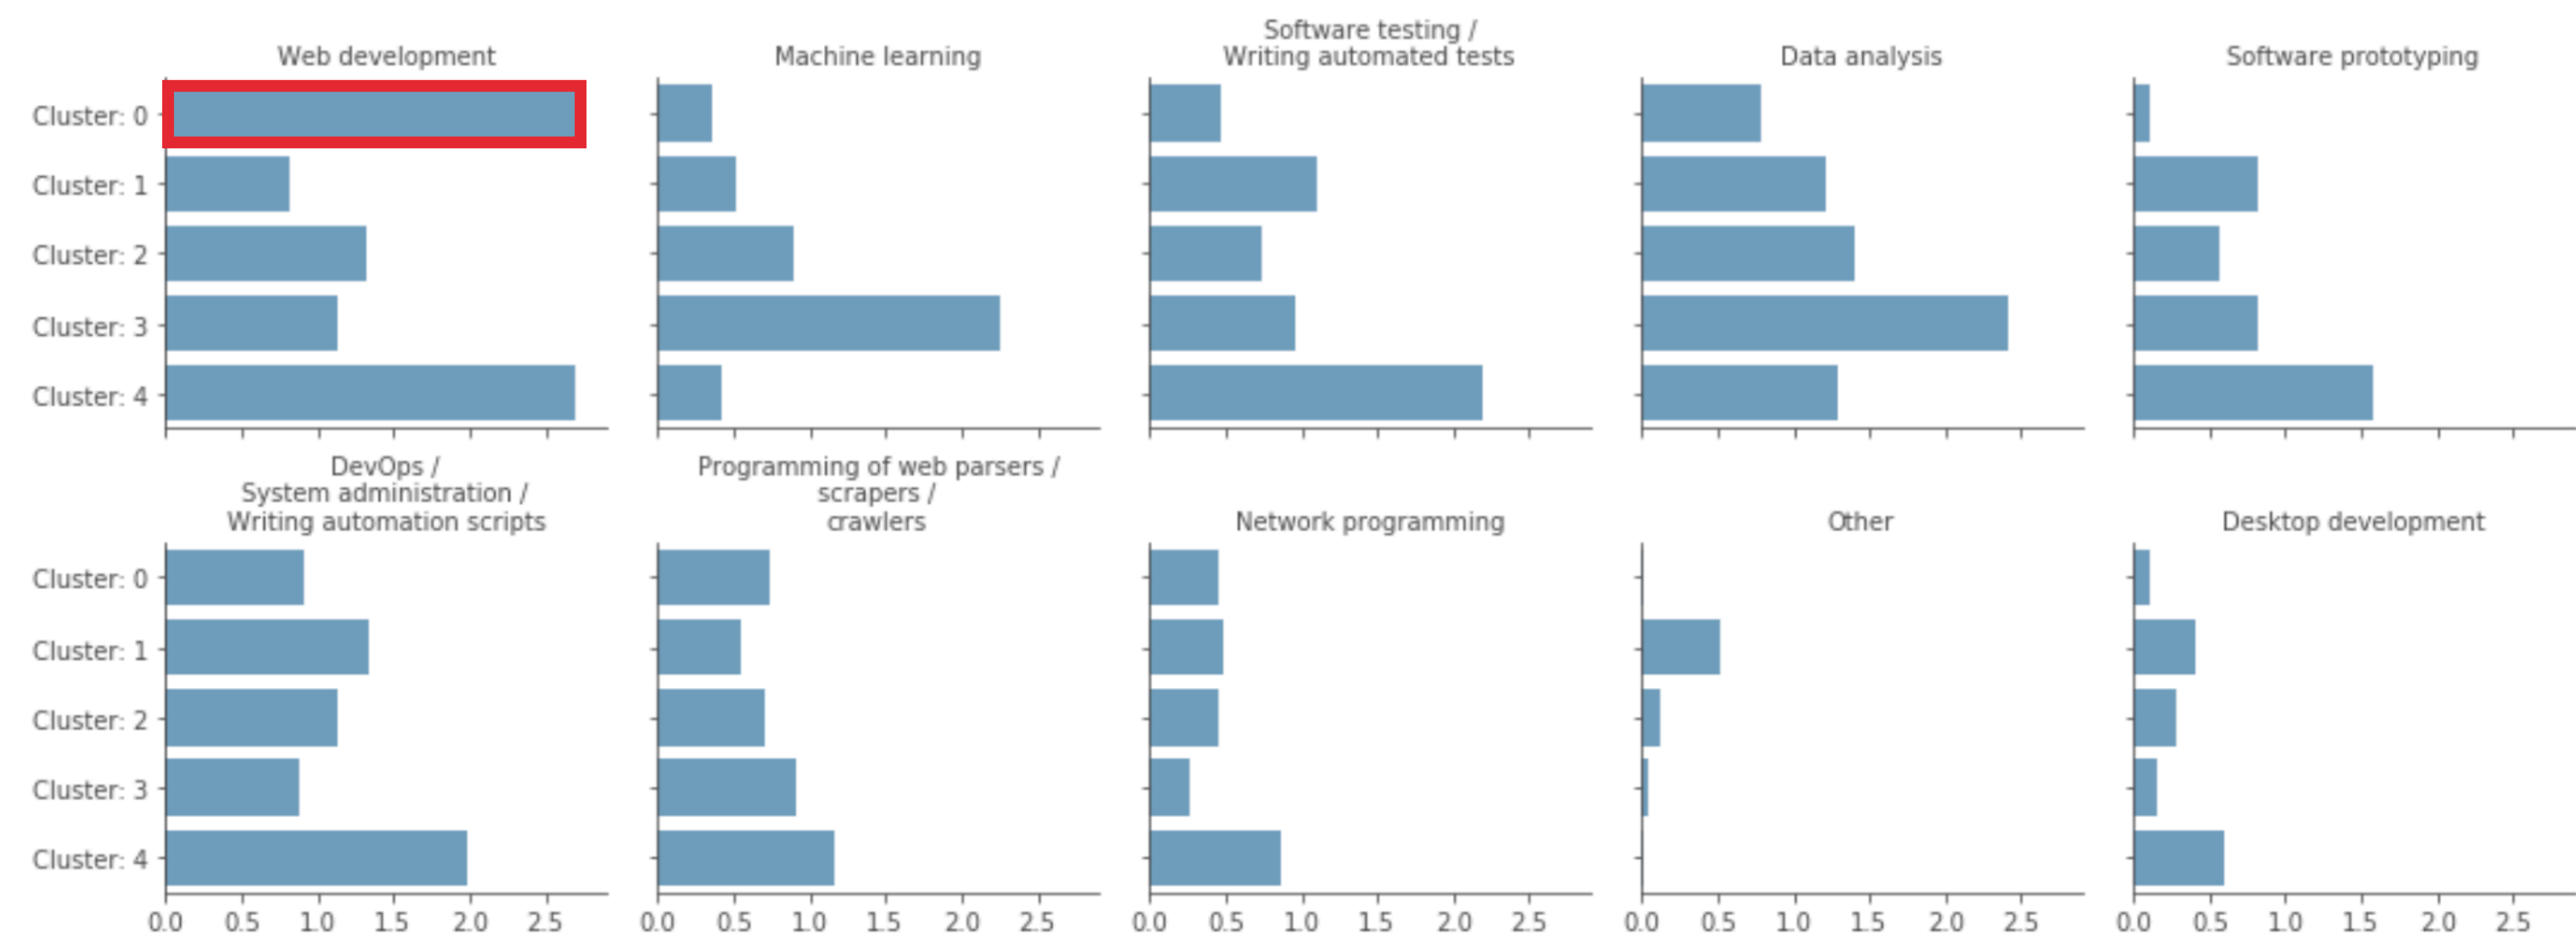 Software testing /
Web development Machine learning Writing automated tests Data analysis Software prototyping
Cluster: 0
Cluster: 1
Cluster: 2
Cluster: 3
Cluster: 4
DevOps / Programming of web parsers /
System administration / scrapers /
Writing automation scripts crawlers Network programming Other Desktop development
Cluster: 0
Cluster: 1
Cluster: 2
Cluster: 3
Cluster: 4
0.0 0.5 1.0 1.5 2.0 2.5 0.0 0.5 1.0 1.5 2.0 2.5 0.0 0.5 1.0 1.5 2.0 2.5 0.0 0.5 1.0 1.5 2.0 2.5 0.0 0.5 1.0 1.5 2.0 2.5